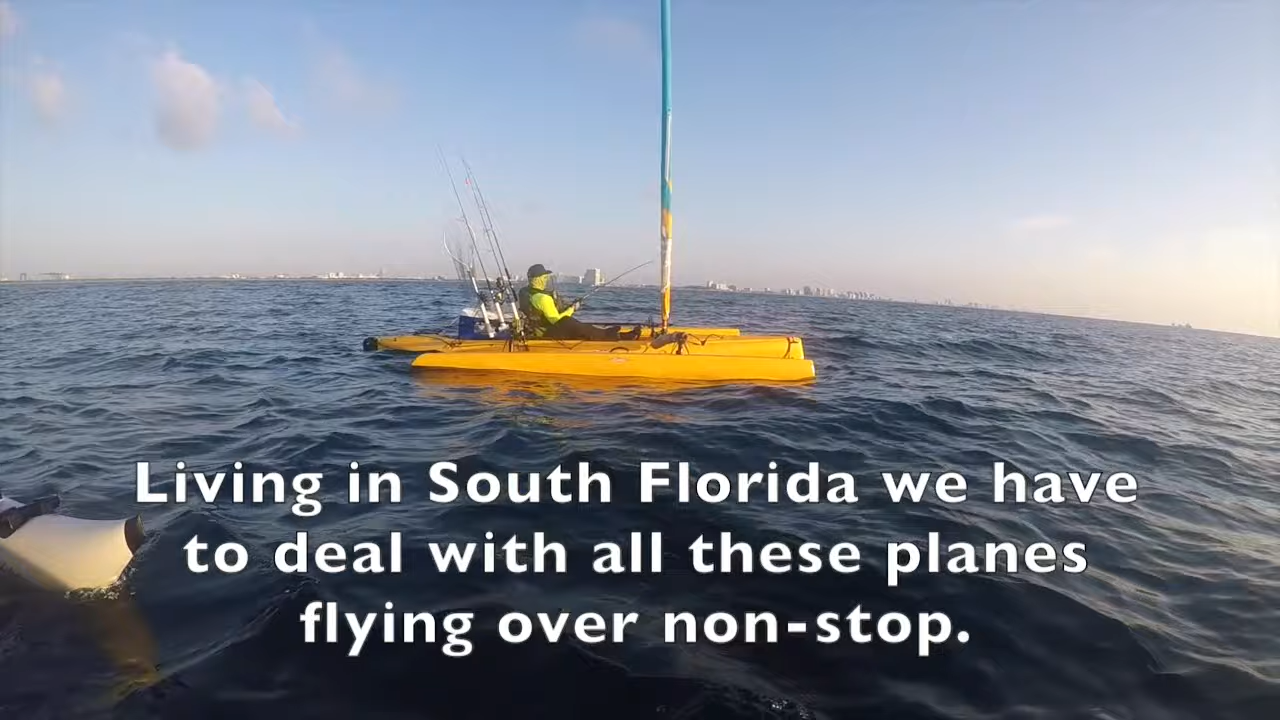 Living in South Florida we have
to deal with all these planes
flying over non-stop.